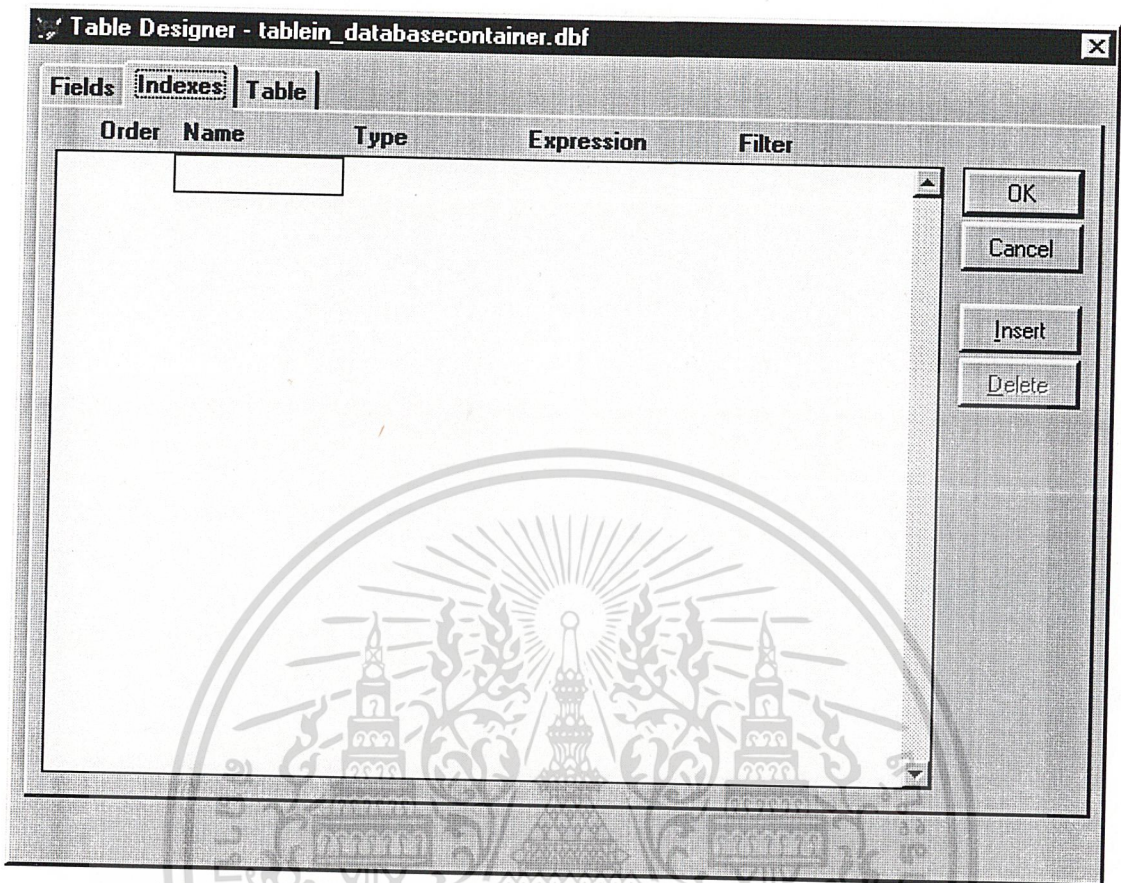 Table Designer - tablein_databasecontainer.dbf
Fields Indexes Table
Order Name Type Expression Filter
OK
Cancel
Insert
Delete